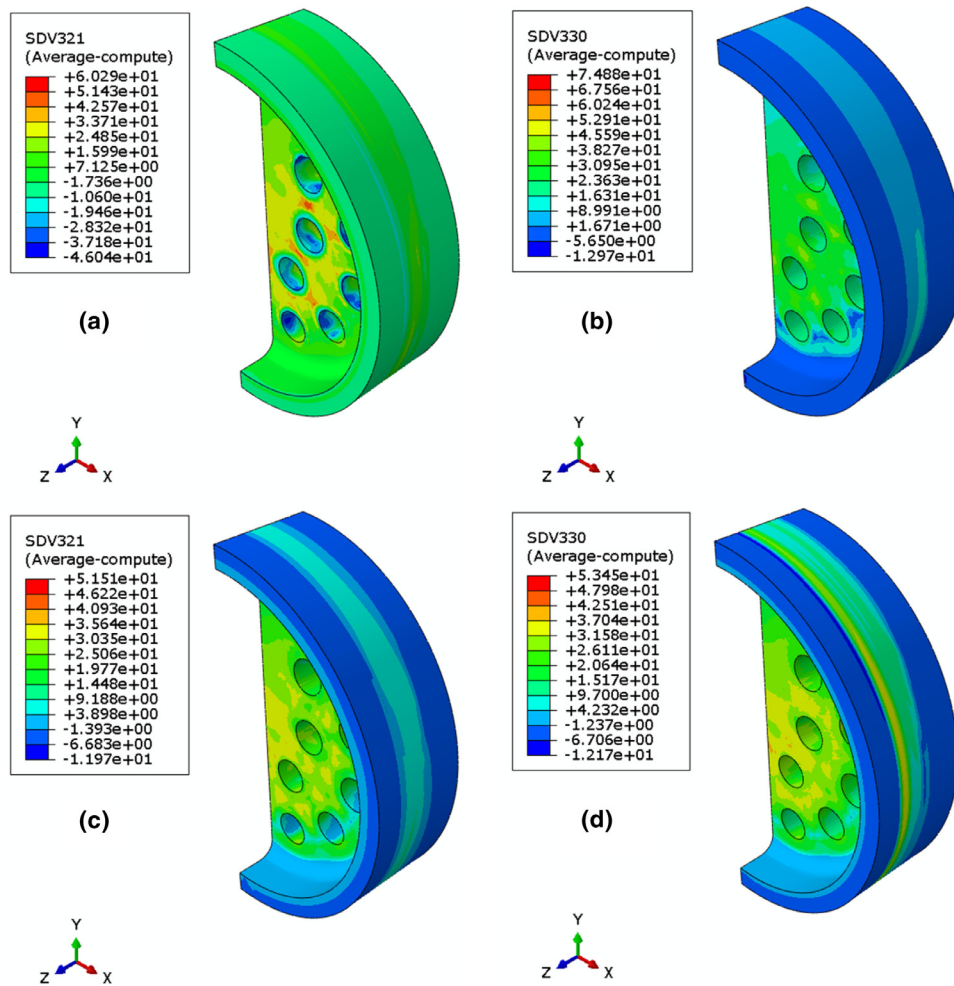 SDV321
(Average-compute)
+6.029e+01
+5.143e+01
+4.257e+01
+3.371e+01
+2.485e+01
+1.599e+01
+7.125e+00
-1.736e+00
-1.060e+01
-1.946e+01
-2.832e+01
-3.718e+01
-4.604e+01
(a)
Y
Z
X
SDV330
(Average-compute)
+7.488e+01
+6.756e+01
+6.024e+01
+5.291e+01
+4.559e+01
+3.827e+01
+3.095e+01
+2.363e+01
+1.631e+01
+8.991e+00
+1.671e+00
-5.650e+00
-1.297e+01
(b)
Y
Z
X
SDV321
(Average-compute)
+5.151e+01
+4.622e+01
+4.093e+01
+3.564e+01
+3.035e+01
+2.506e+01
+1.977e+01
+1.448e+01
+9.188e+00
+3.898e+00
-1.393e+00
-6.683e+00
-1.197e+01
(c)
Y
Z
X
SDV330
(Average-compute)
+5.345e+01
+4.798e+01
+4.251e+01
+3.704e+01
+3.158e+01
+2.611e+01
+2.064e+01
+1.517e+01
+9.700e+00
+4.232e+00
-1.237e+00
-6.706e+00
-1.217e+01
(d)
Y
Z
X